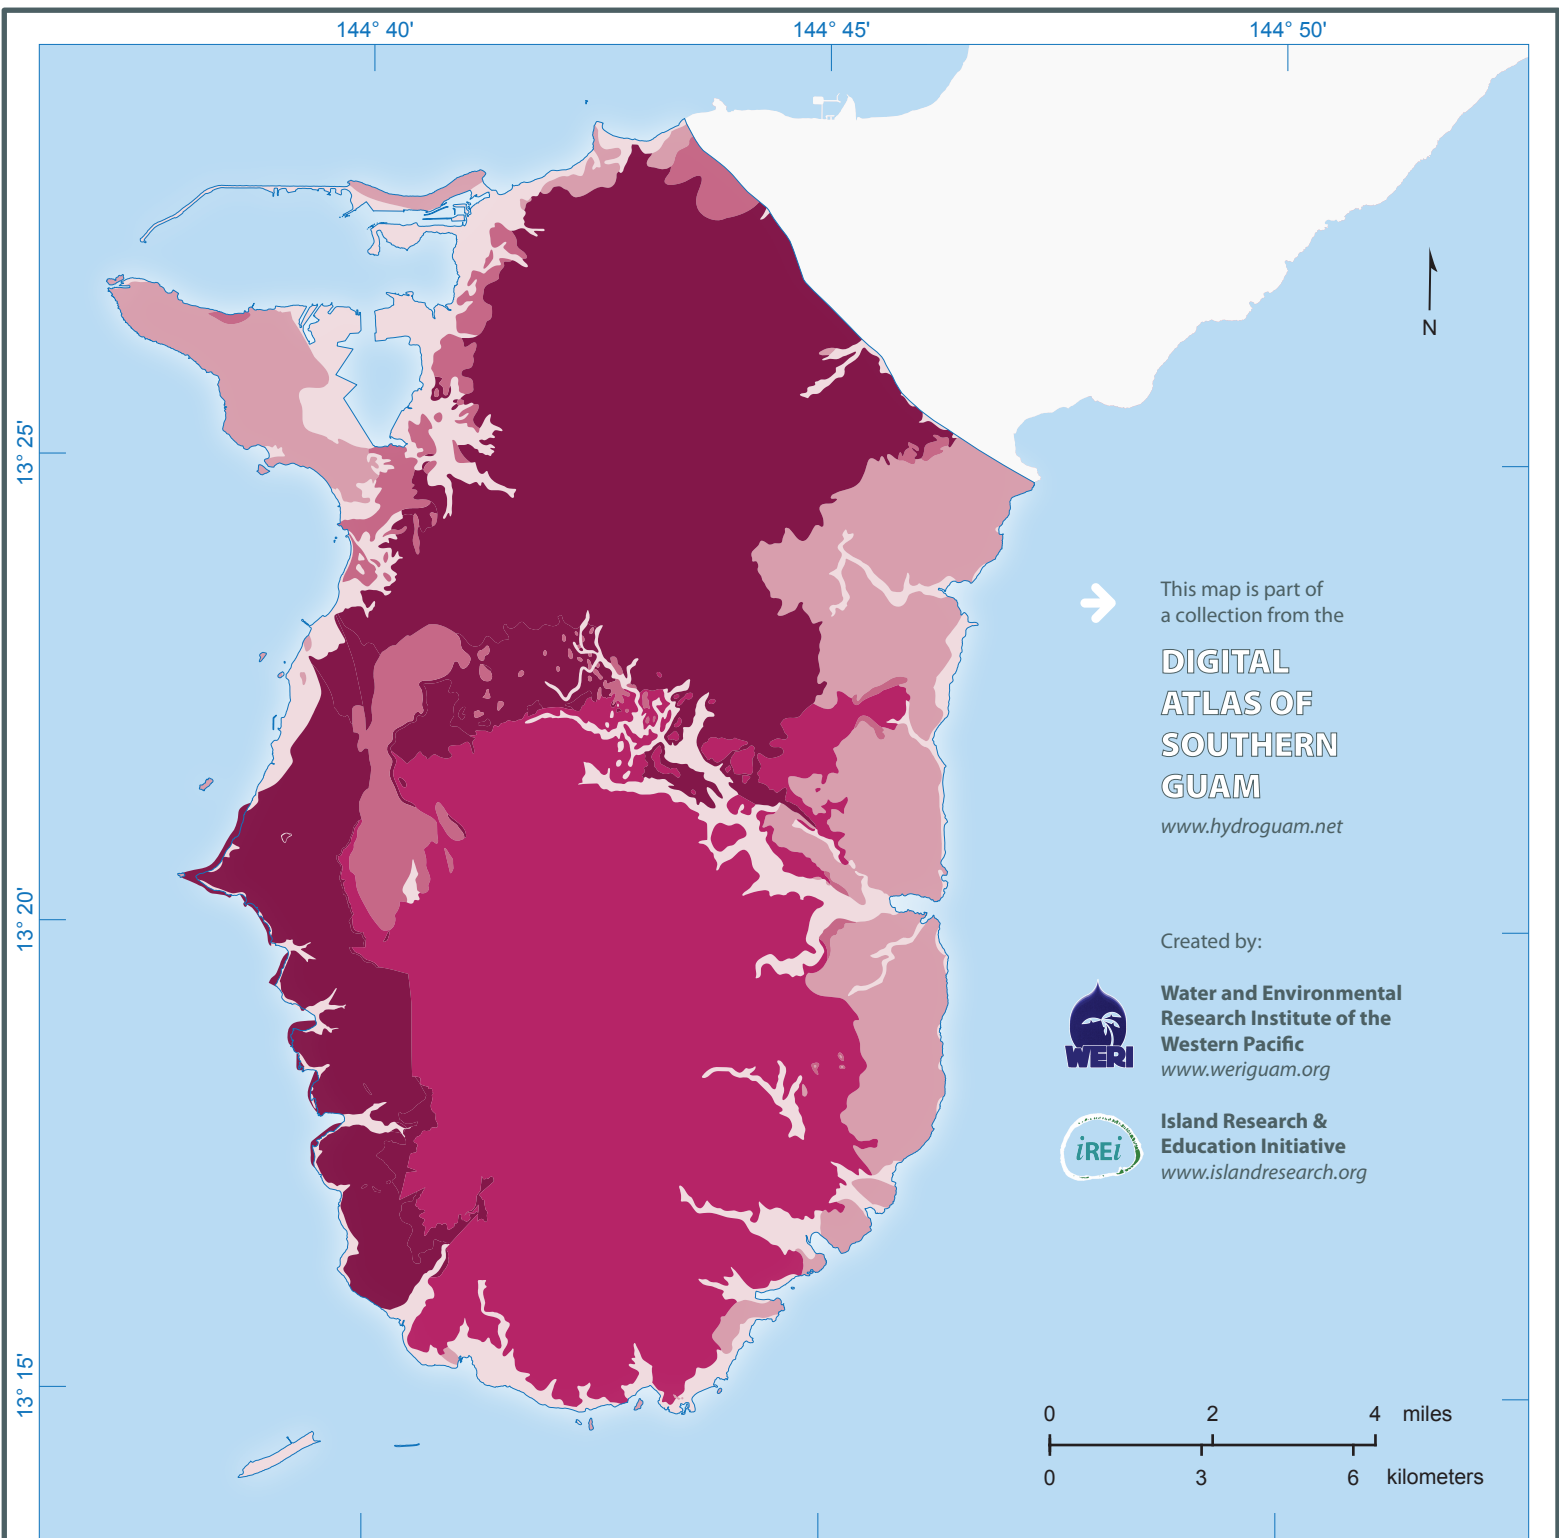 144° 40'
144° 45'
144° 50'
N
13° 25'
This map is part of
a collection from the
DIGITAL
ATLAS OF
SOUTHERN
GUAM
www.hydroguam.net
13° 20'
Created by:
Water and Environmental
Research Institute of the
Western Pacific
www.weriguam.org
WERI
Island Research &
Education Initiative
www.islandresearch.org
iREi
13° 15'
0 2 4 miles
0 3 6 kilometers